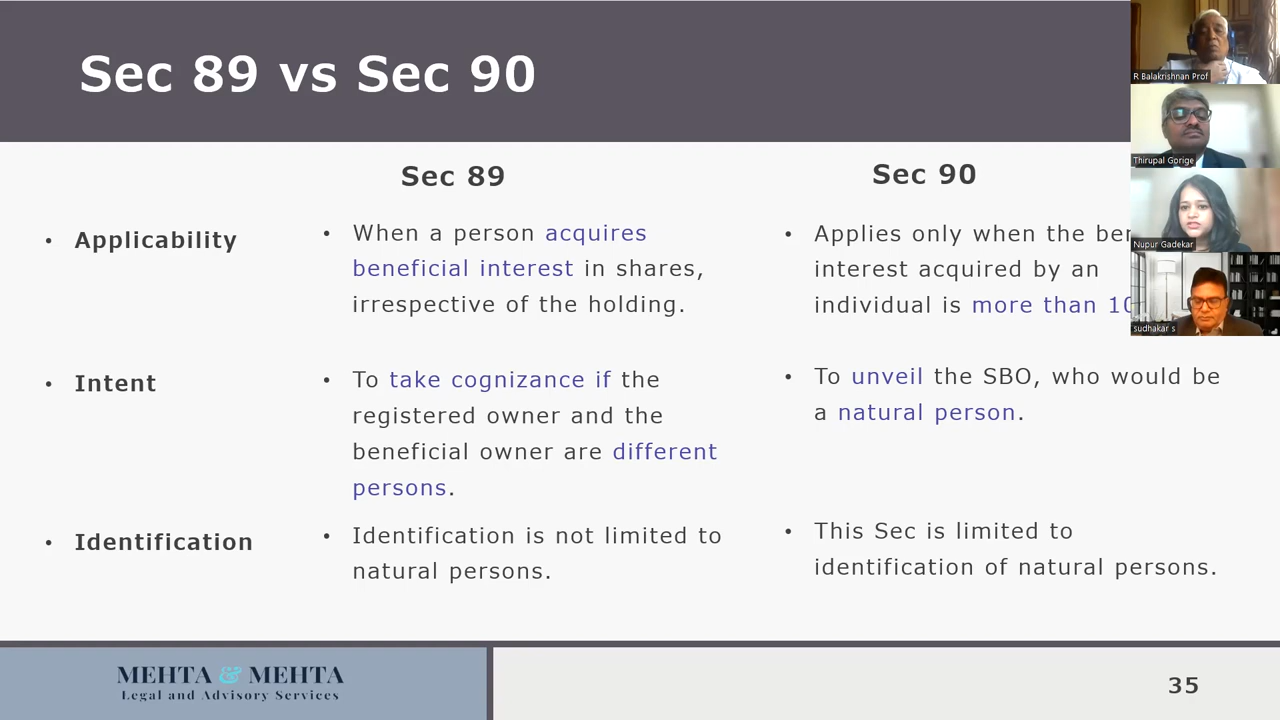 Sec 89 vs Sec 90
Sec 89
Sec 90
• Applicability
• When a person acquires
beneficial interest in shares,
irrespective of the holding.
• Applies only when the
interest acquired by an
individual is more than
• Intent
• To take cognizance if the
registered owner and the
beneficial owner are different
persons.
• To unveil the SBO, who would be
a natural person.
• Identification
• Identification is not limited to
natural persons.
• This Sec is limited to
identification of natural persons.
MEHTA & MEHTA
Legal and Advisory Services
35
R Balakrishnan Prof
Thirupal Gorige
Nupur Gadekar
sudhakar s